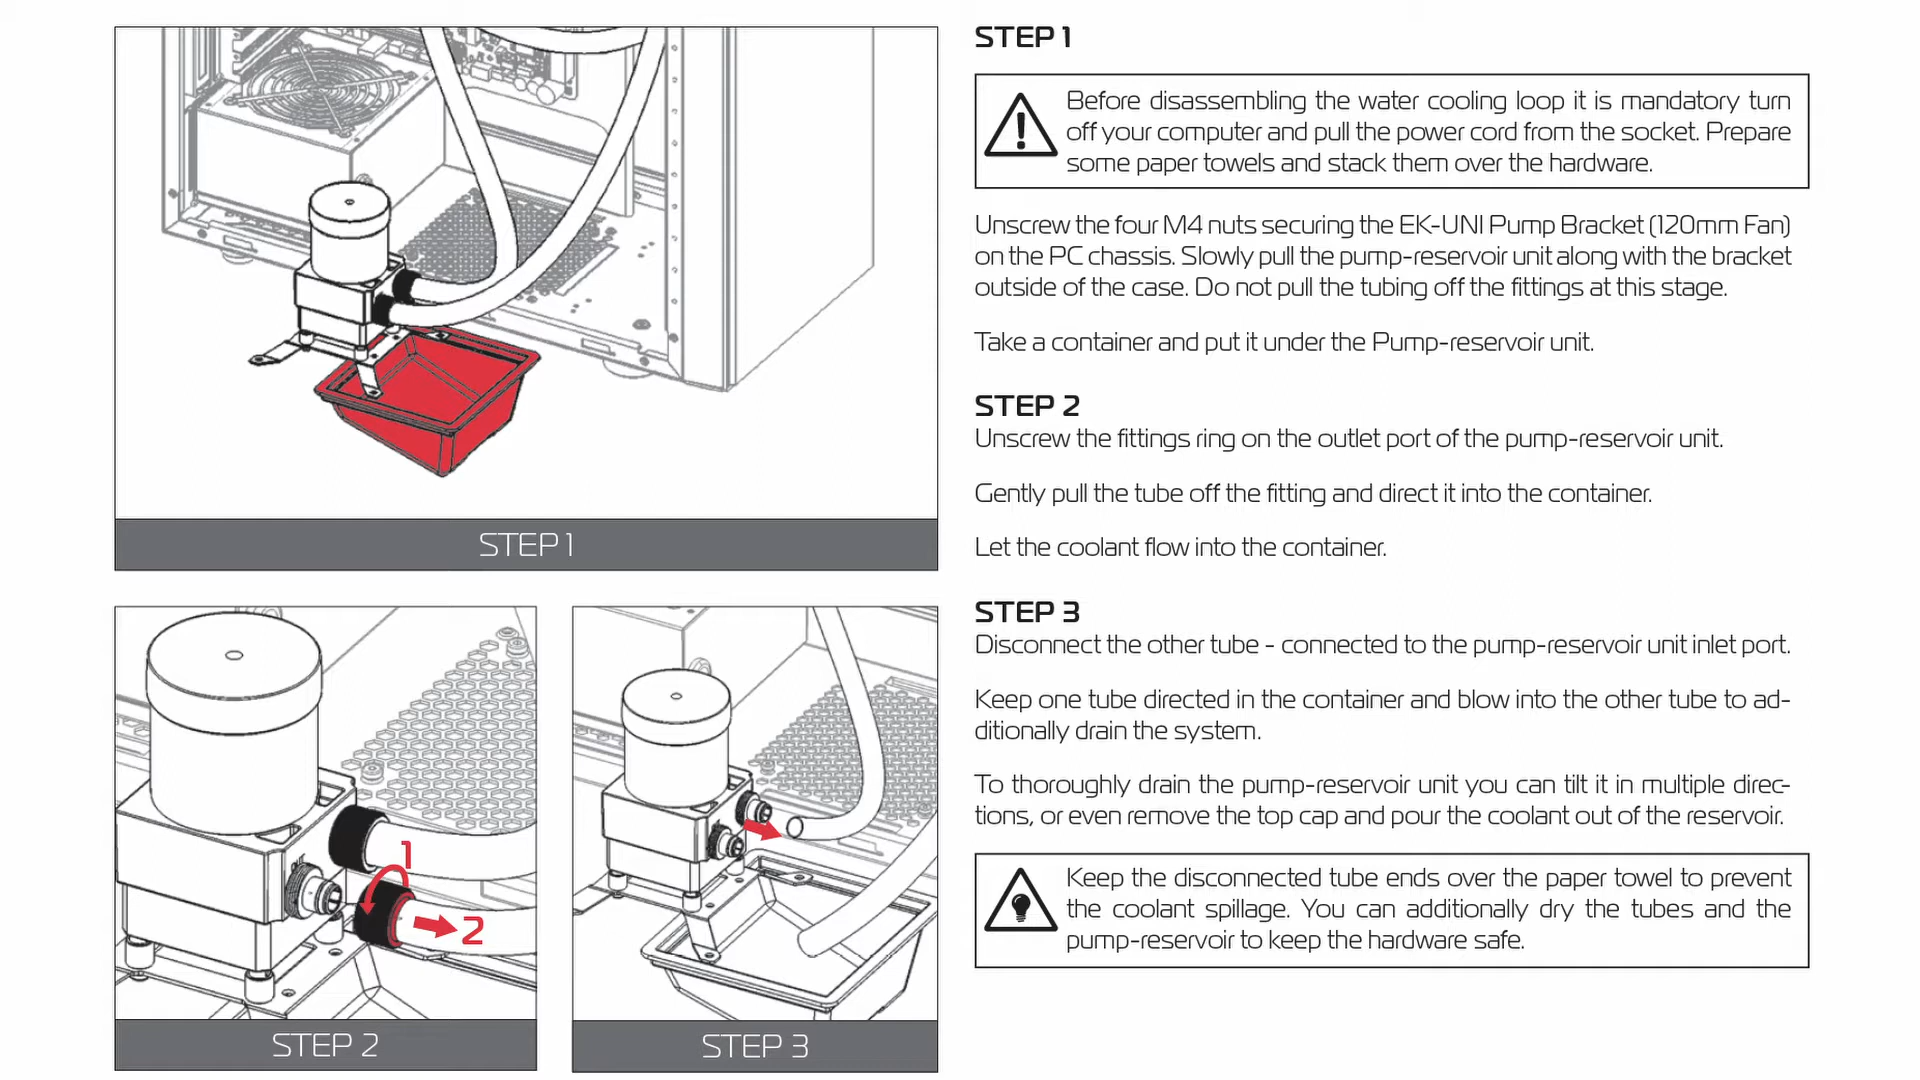 STEP 1
Before disassembling the water cooling loop it is mandatory turn
off your computer and pull the power cord from the socket. Prepare
some paper towels and stack them over the hardware.
Unscrew the four M4 nuts securing the EK-UNI Pump Bracket (120mm Fan)
on the PC chassis. Slowly pull the pump-reservoir unit along with the bracket
outside of the case. Do not pull the tubing off the fittings at this stage.
Take a container and put it under the Pump-reservoir unit.
STEP 1
STEP 2
Unscrew the fittings ring on the outlet port of the pump-reservoir unit.
Gently pull the tube off the fitting and direct it into the container.
Let the coolant flow into the container.
1
2
STEP 2
STEP 3
STEP 3
Disconnect the other tube - connected to the pump-reservoir unit inlet port.
Keep one tube directed in the container and blow into the other tube to ad-
ditionally drain the system.
To thoroughly drain the pump-reservoir unit you can tilt it in multiple direc-
tions, or even remove the top cap and pour the coolant out of the reservoir.
Keep the disconnected tube ends over the paper towel to prevent
the coolant spillage. You can additionally dry the tubes and the
pump-reservoir to keep the hardware safe.